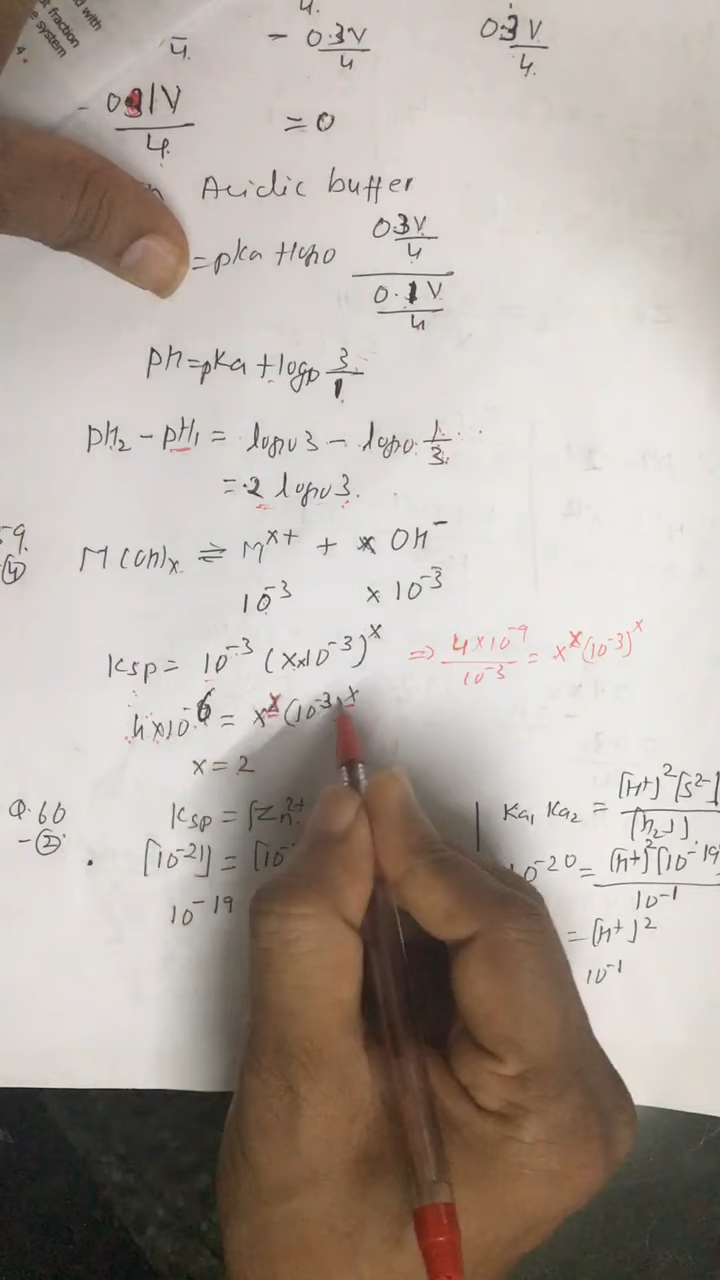 d with
fraction
e system
4.
4.
4
- 0.3V/4
0.3V/4.
- 0.1V/4.
= 0
Acidic buffer
= pKa + log10 (0.3V/4)/(0.1V/4)
pH = pKa + log10 3/1
pH2 - pH1 = log10 3 - log10 1/3
= 2 log10 3.
59.
④
M(OH)x ⇌ M^x+ + x OH^-
10^-3 x 10^-3
Ksp = 10^-3 (x×10^-3)^x ⇒ 4×10^-9/10^-3 = x^x (10^-3)^x
4×10^-6 = x^x (10^-3)^x
x = 2
Q.60
- ②
Ksp = [Zn^2+
[10^-21] = [10^-
10^-19
Ka1 Ka2 = [H+]^2 [S^2-]/[H2S]
10^-20 = [H+]^2 [10^-19/10^-1
= [H+]^2
10^-1